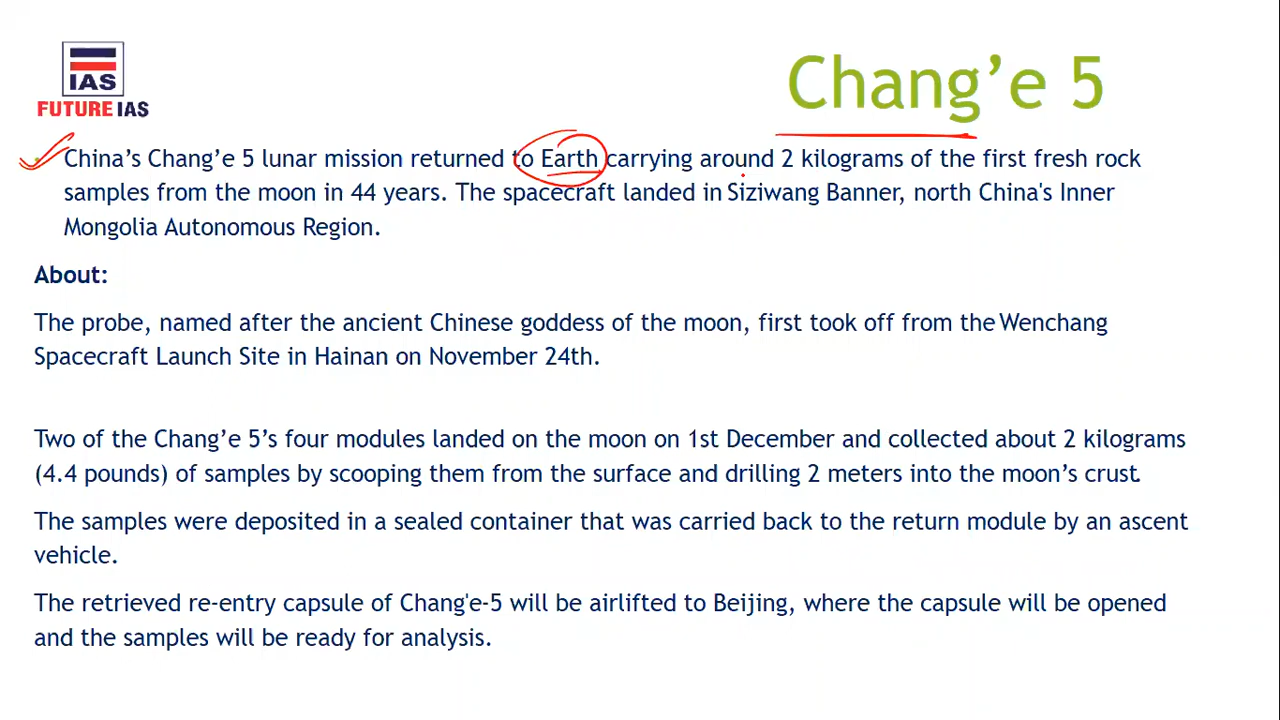 IAS
FUTURE IAS
Chang’e 5
China’s Chang’e 5 lunar mission returned to Earth carrying around 2 kilograms of the first fresh rock
samples from the moon in 44 years. The spacecraft landed in Siziwang Banner, north China's Inner
Mongolia Autonomous Region.
About:
The probe, named after the ancient Chinese goddess of the moon, first took off from the Wenchang
Spacecraft Launch Site in Hainan on November 24th.
Two of the Chang’e 5’s four modules landed on the moon on 1st December and collected about 2 kilograms
(4.4 pounds) of samples by scooping them from the surface and drilling 2 meters into the moon’s crust.
The samples were deposited in a sealed container that was carried back to the return module by an ascent
vehicle.
The retrieved re-entry capsule of Chang'e-5 will be airlifted to Beijing, where the capsule will be opened
and the samples will be ready for analysis.